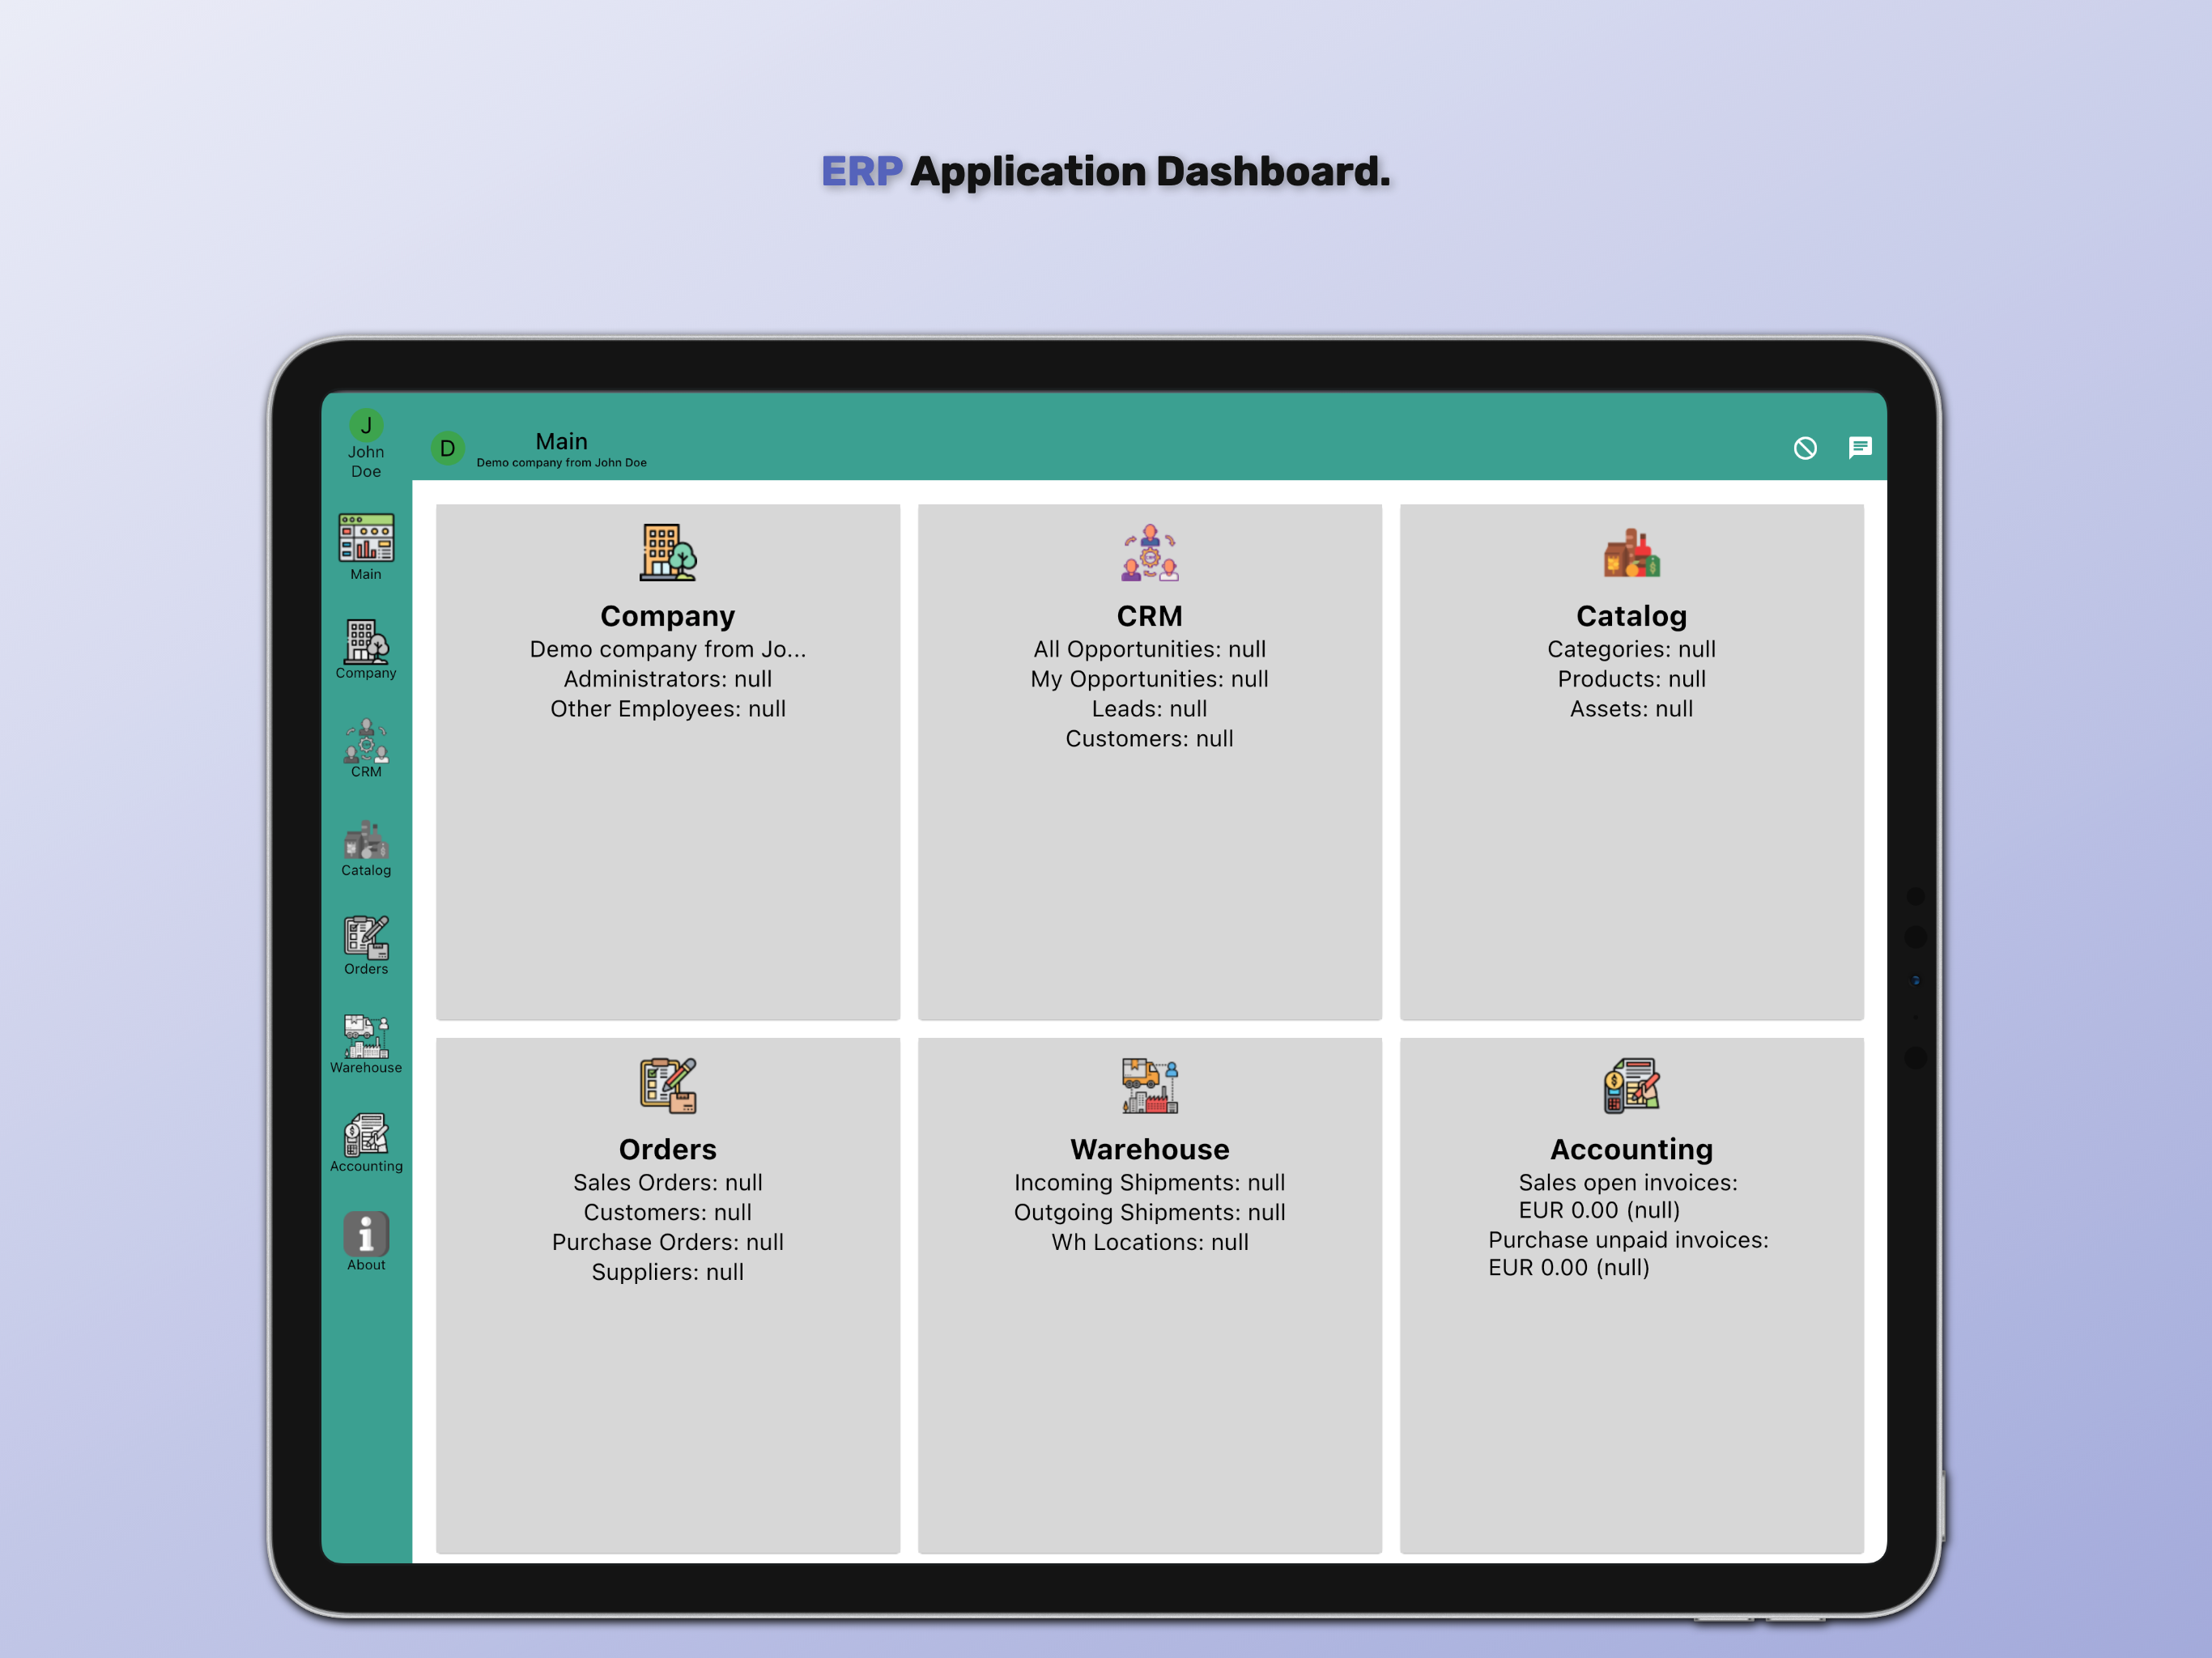 ERP Application Dashboard.
J
John
Doe
D
Main
Demo company from John Doe
Main
Company
CRM
Catalog
Orders
Warehouse
Accounting
About
Company
Demo company from Jo...
Administrators: null
Other Employees: null
CRM
All Opportunities: null
My Opportunities: null
Leads: null
Customers: null
Catalog
Categories: null
Products: null
Assets: null
Orders
Sales Orders: null
Customers: null
Purchase Orders: null
Suppliers: null
Warehouse
Incoming Shipments: null
Outgoing Shipments: null
Wh Locations: null
Accounting
Sales open invoices:
EUR 0.00 (null)
Purchase unpaid invoices:
EUR 0.00 (null)